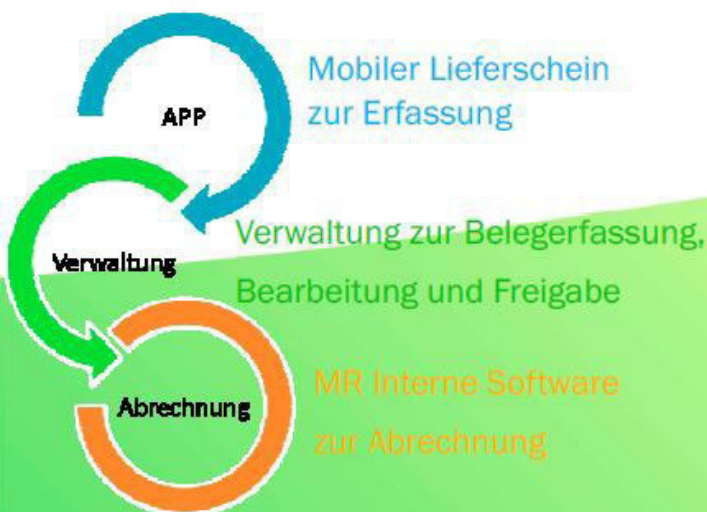 APP
Mobiler Lieferschein
zur Erfassung
Verwaltung
Verwaltung zur Belegerfassung,
Bearbeitung und Freigabe
Abrechnung
MR Interne Software
zur Abrechnung